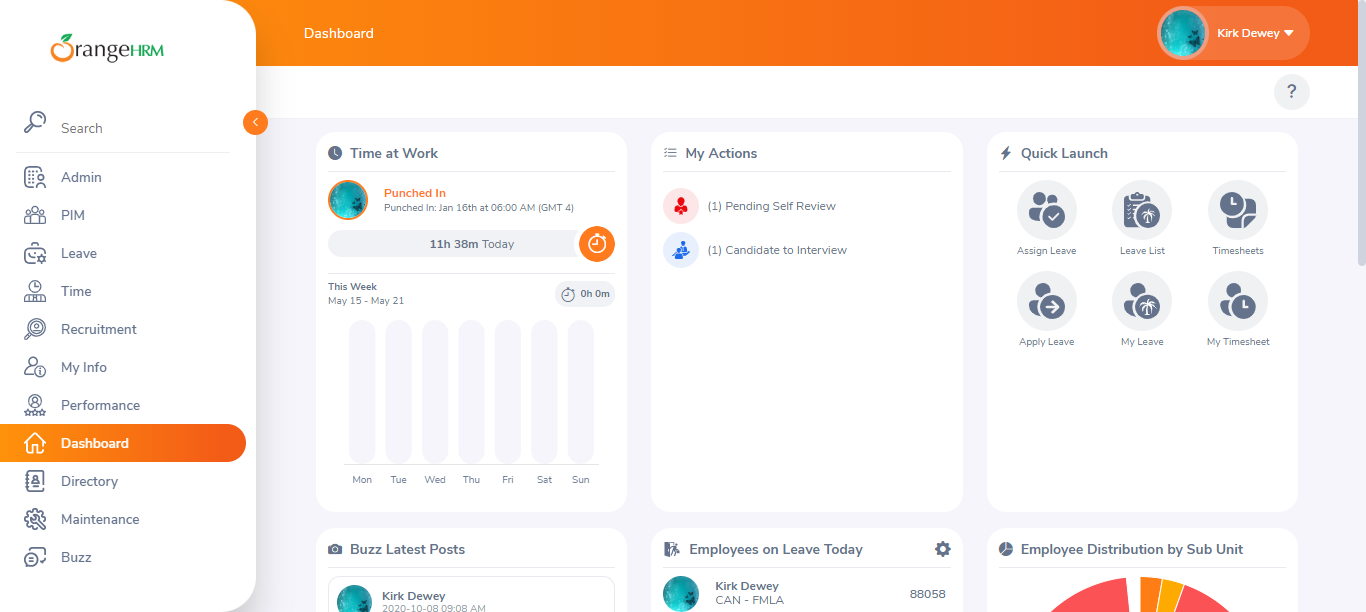 OrangeHRM
Dashboard
Kirk Dewey
?
Search
Admin
PIM
Leave
Time
Recruitment
My Info
Performance
Dashboard
Directory
Maintenance
Buzz
Time at Work
Punched In
Punched In: Jan 16th at 06:00 AM (GMT 4)
11h 38m Today
This Week
May 15 - May 21
0h 0m
Mon Tue Wed Thu Fri Sat Sun
My Actions
(1) Pending Self Review
(1) Candidate to Interview
Quick Launch
Assign Leave Leave List Timesheets
Apply Leave My Leave My Timesheet
Buzz Latest Posts
Kirk Dewey
2020-10-08 09:08 AM
Employees on Leave Today
Kirk Dewey
CAN - FMLA
88058
Employee Distribution by Sub Unit